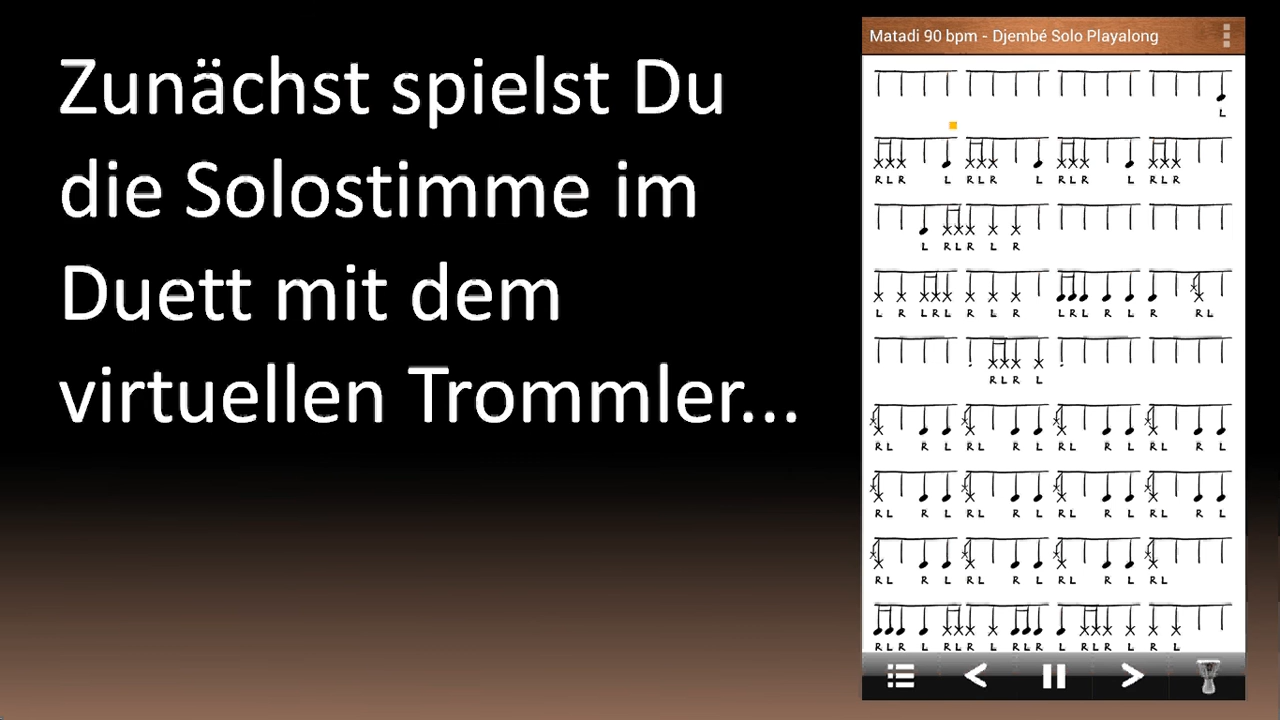 Zunächst spielst Du
die Solostimme im
Duett mit dem
virtuellen Trommler...
Matadi 90 bpm - Djembé Solo Playalong
L
R L R L R L R L R L R L R L R
L R L R L R
L R L R L R L R L R L R L R R L
R L R L
R L R L R L R L R L R L R L R L
R L R L R L R L R L R L R L R L
R L R L R L R L R L R L R L
R L R L R L R L R L R L R L R L R L